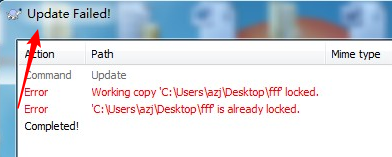 Update Failed!
Action Path Mime type
Command Update
Error Working copy 'C:\Users\azj\Desktop\fff' locked.
Error 'C:\Users\azj\Desktop\fff' is already locked.
Completed!